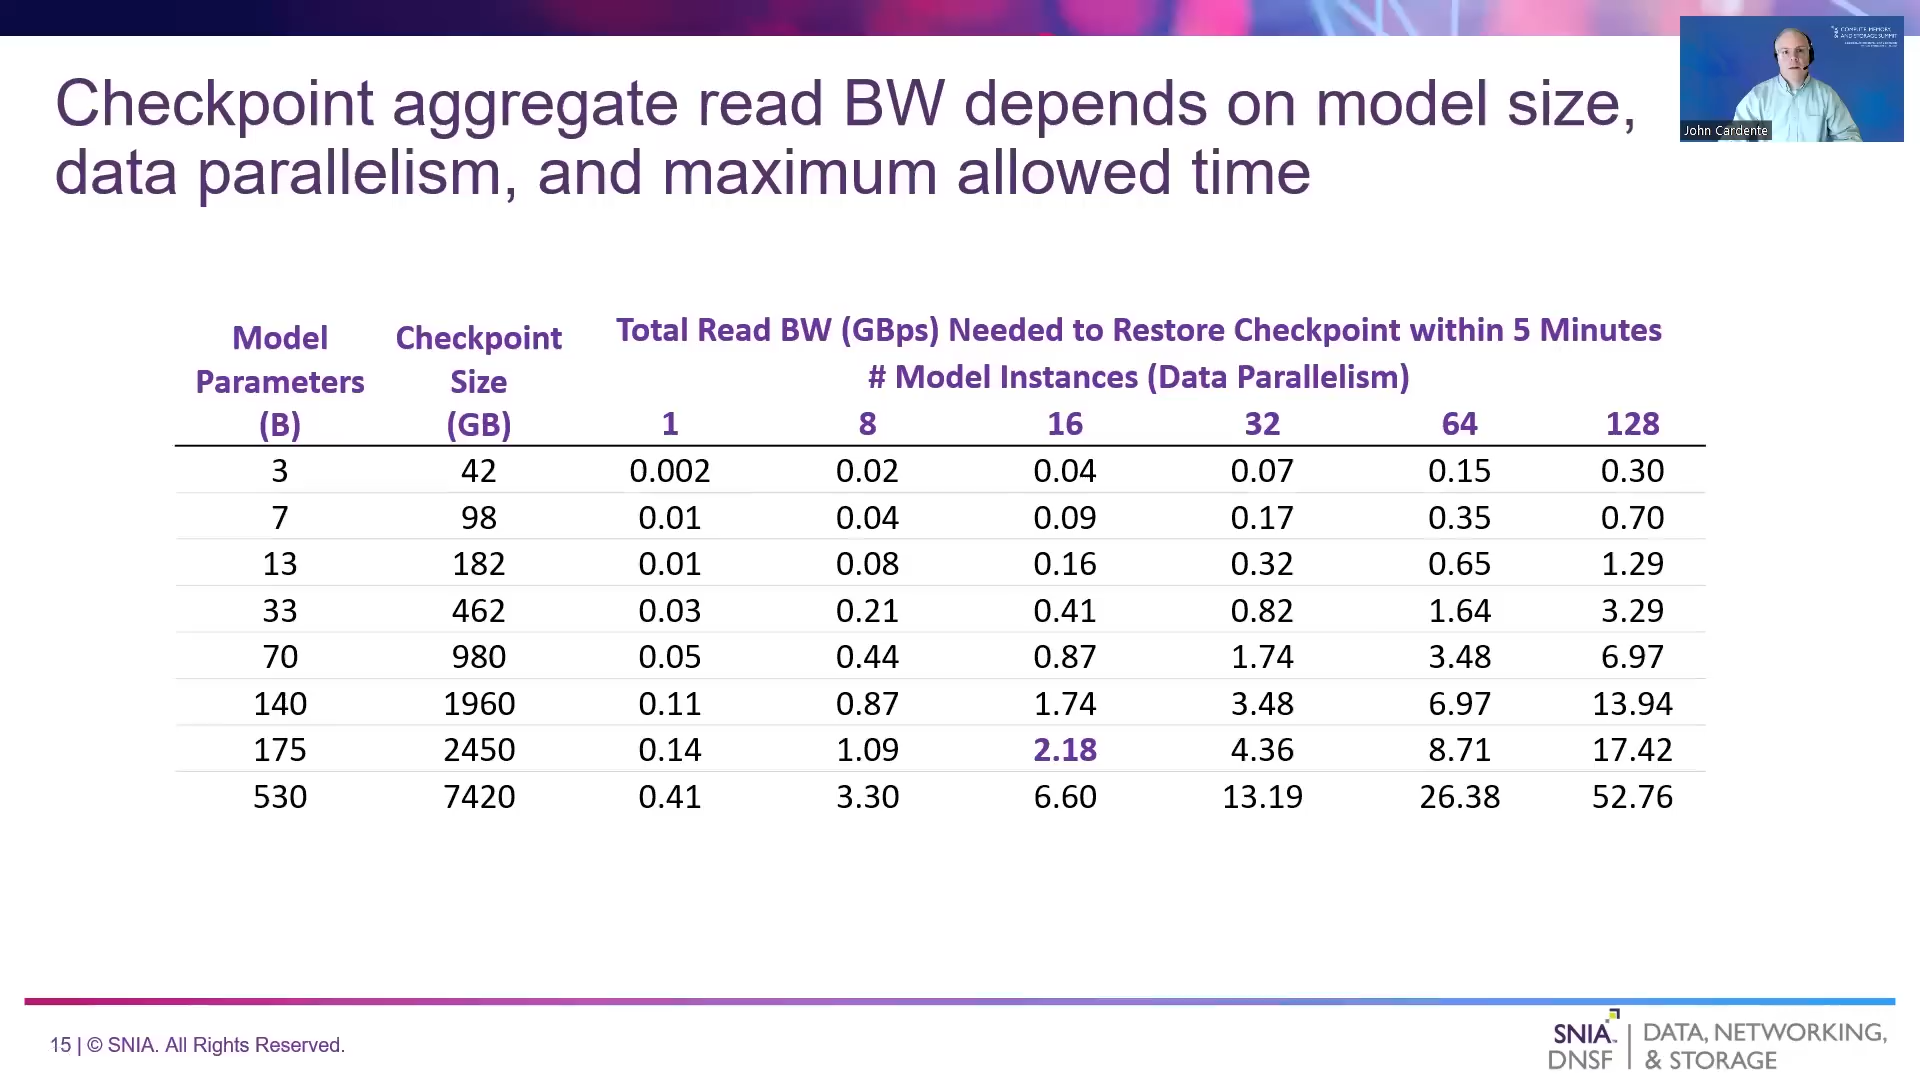 Checkpoint aggregate read BW depends on model size,
data parallelism, and maximum allowed time
COMPUTE, MEMORY,
AND STORAGE SUMMIT
John Cardente
Model Parameters (B) Checkpoint Size (GB) Total Read BW (GBps) Needed to Restore Checkpoint within 5 Minutes
# Model Instances (Data Parallelism)
1 8 16 32 64 128
3 42 0.002 0.02 0.04 0.07 0.15 0.30
7 98 0.01 0.04 0.09 0.17 0.35 0.70
13 182 0.01 0.08 0.16 0.32 0.65 1.29
33 462 0.03 0.21 0.41 0.82 1.64 3.29
70 980 0.05 0.44 0.87 1.74 3.48 6.97
140 1960 0.11 0.87 1.74 3.48 6.97 13.94
175 2450 0.14 1.09 2.18 4.36 8.71 17.42
530 7420 0.41 3.30 6.60 13.19 26.38 52.76
15 | © SNIA. All Rights Reserved.
SNIA™ DNSF
DATA, NETWORKING,
& STORAGE